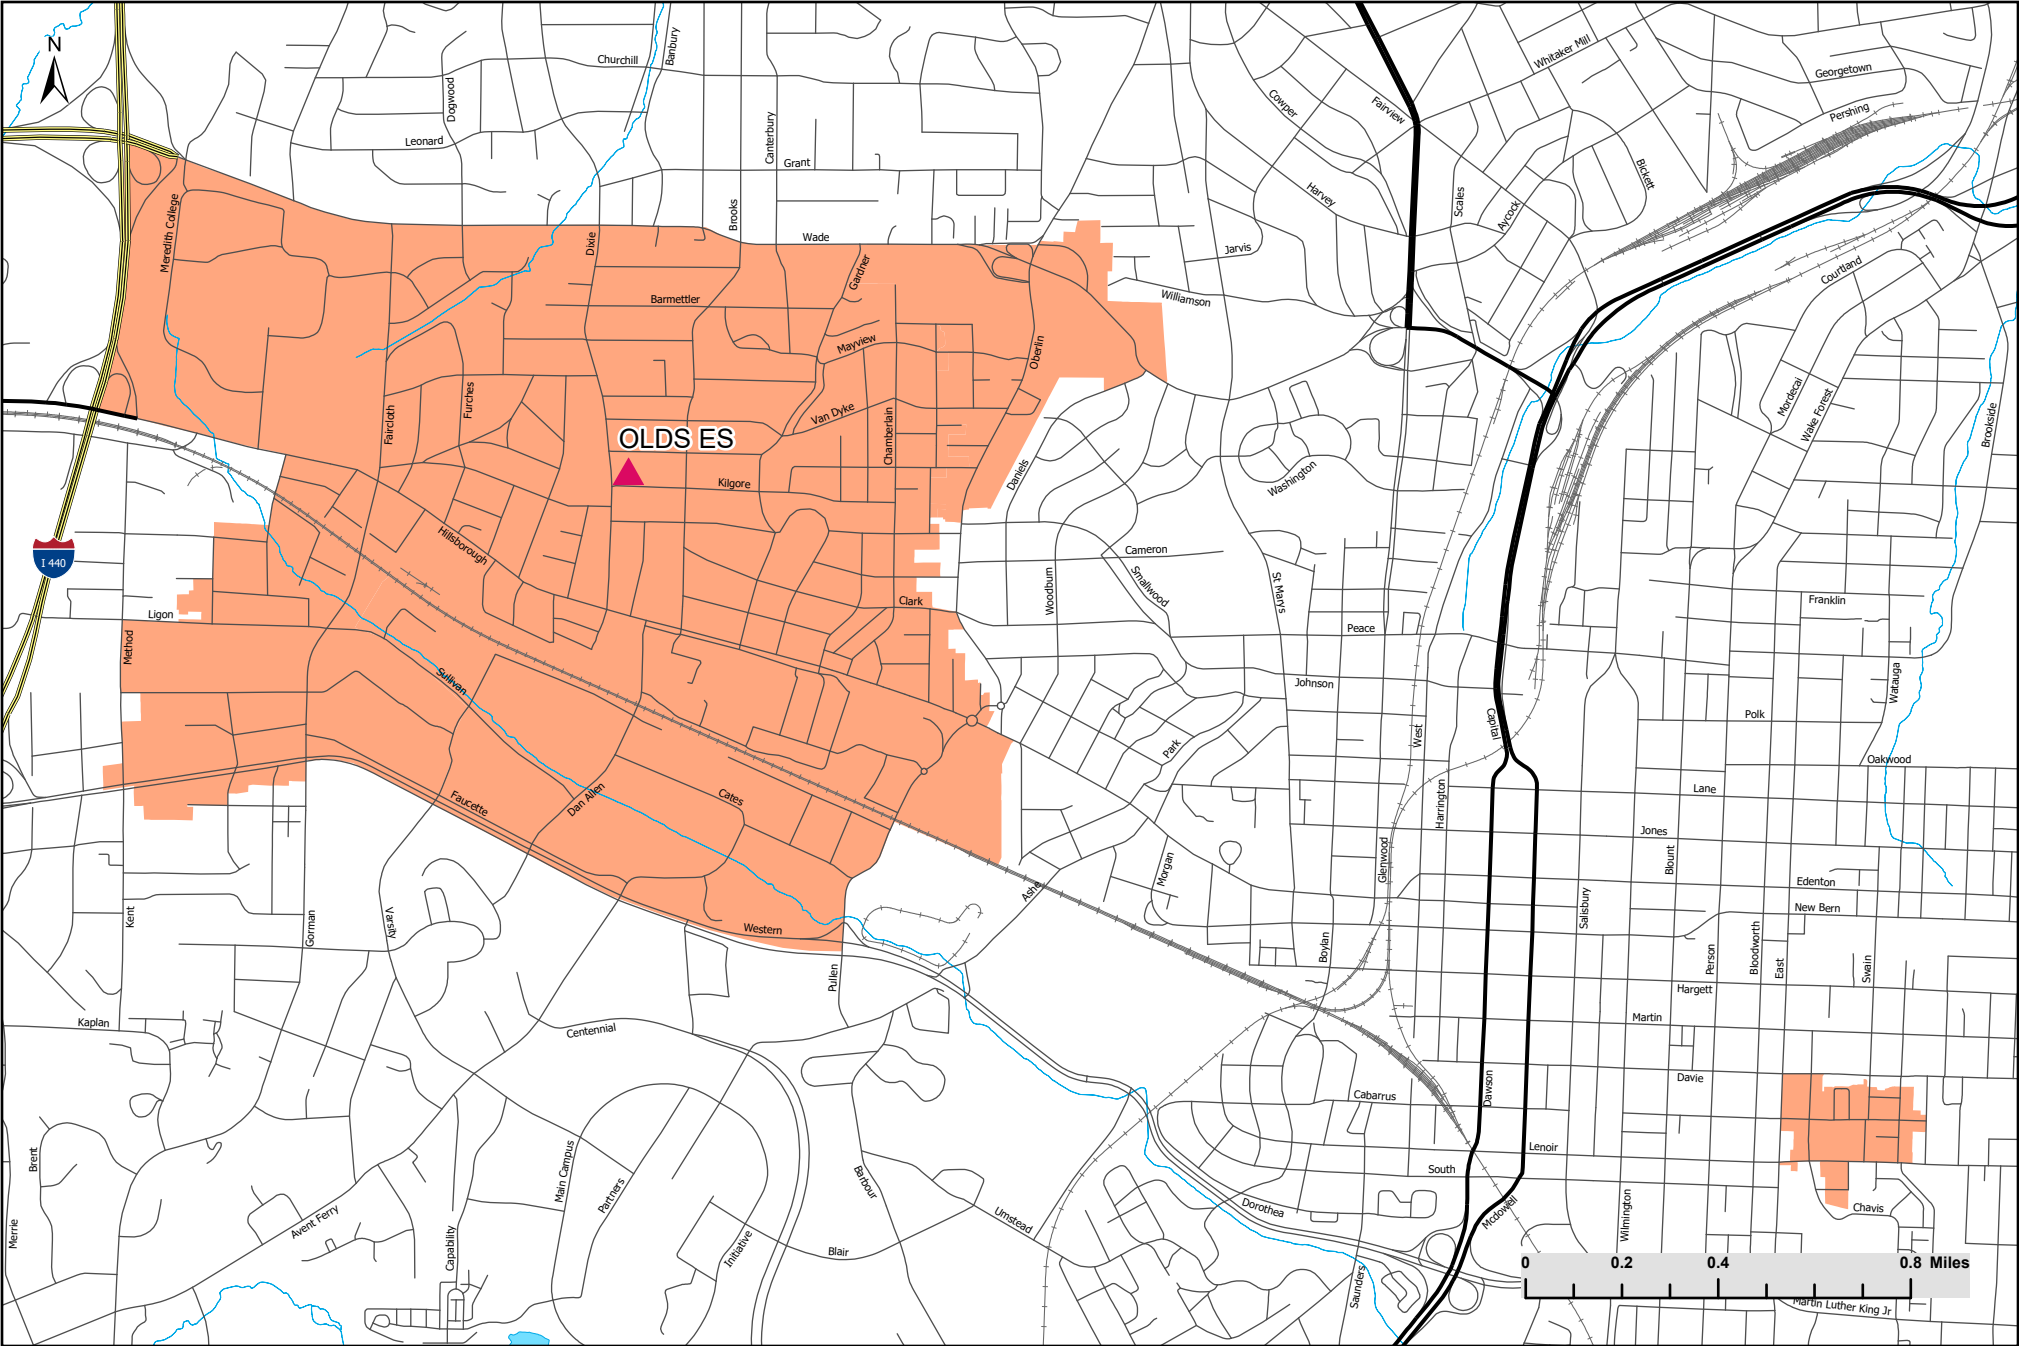 N
Churchill
Banbury
Whitaker Mill
Georgetown
Dogwood
Cowper
Fairview
Pershing
Leonard
Canterbury
Grant
Bickett
Harvey
Scales
Aycock
Meredith College
Brooks
Dixie
Wade
Jarvis
Gardner
Courtland
Barmettler
Williamson
Mayview
Oberlin
Furches
Faircloth
Van Dyke
Chamberlain
Mordecai
Wake Forest
Brookside
OLDS ES
Daniels
Washington
Kilgore
Hillsborough
Cameron
I 440
Woodburn
Smallwood
St Marys
Clark
Franklin
Ligon
Method
Peace
Sullivan
Johnson
Watauga
Capital
West
Polk
Park
Oakwood
Lane
Harrington
Faucette
Dan Allen
Cates
Jones
Blount
Glenwood
Morgan
Ashe
Edenton
Salisbury
New Bern
Kent
Gorman
Varsity
Western
Boylan
Person
Bloodworth
East
Swain
Pullen
Hargett
Kaplan
Centennial
Martin
Davie
Dawson
Cabarrus
Lenoir
South
Brent
Main Campus
Partners
Barbour
Chavis
Dorothea
Mcdowell
Wilmington
Umstead
Avent Ferry
Merrie
Capability
Initiative
Blair
Saunders
0 0.2 0.4 0.8 Miles
Martin Luther King Jr